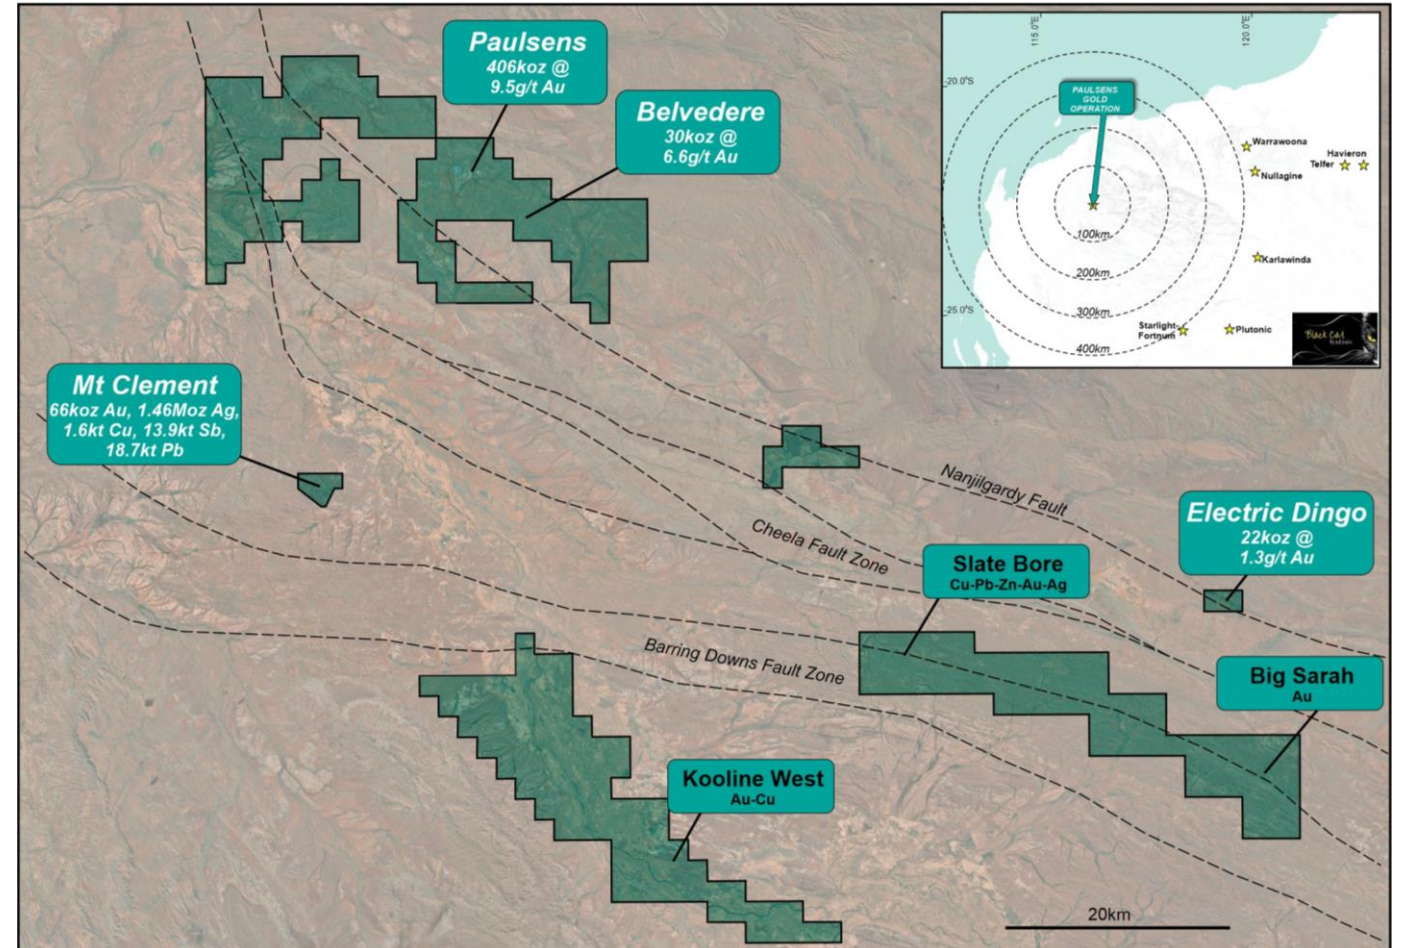 Paulsens
406koz @
9.5g/t Au
Belvedere
30koz @
6.6g/t Au
115.0°E
120.0°E
-20.0°S
-25.0°S
PAULSENS
GOLD
OPERATION
Warrawoona
Nullagine
Havieron
Telfer
Karlawinda
Plutonic
Starlight-
Fortnum
100km
200km
300km
400km
Black Cat
Mt Clement
66koz Au, 1.46Moz Ag,
1.6kt Cu, 13.9kt Sb,
18.7kt Pb
Nanjilgardy Fault
Cheela Fault Zone
Electric Dingo
22koz @
1.3g/t Au
Slate Bore
Cu-Pb-Zn-Au-Ag
Barring Downs Fault Zone
Big Sarah
Au
Kooline West
Au-Cu
20km